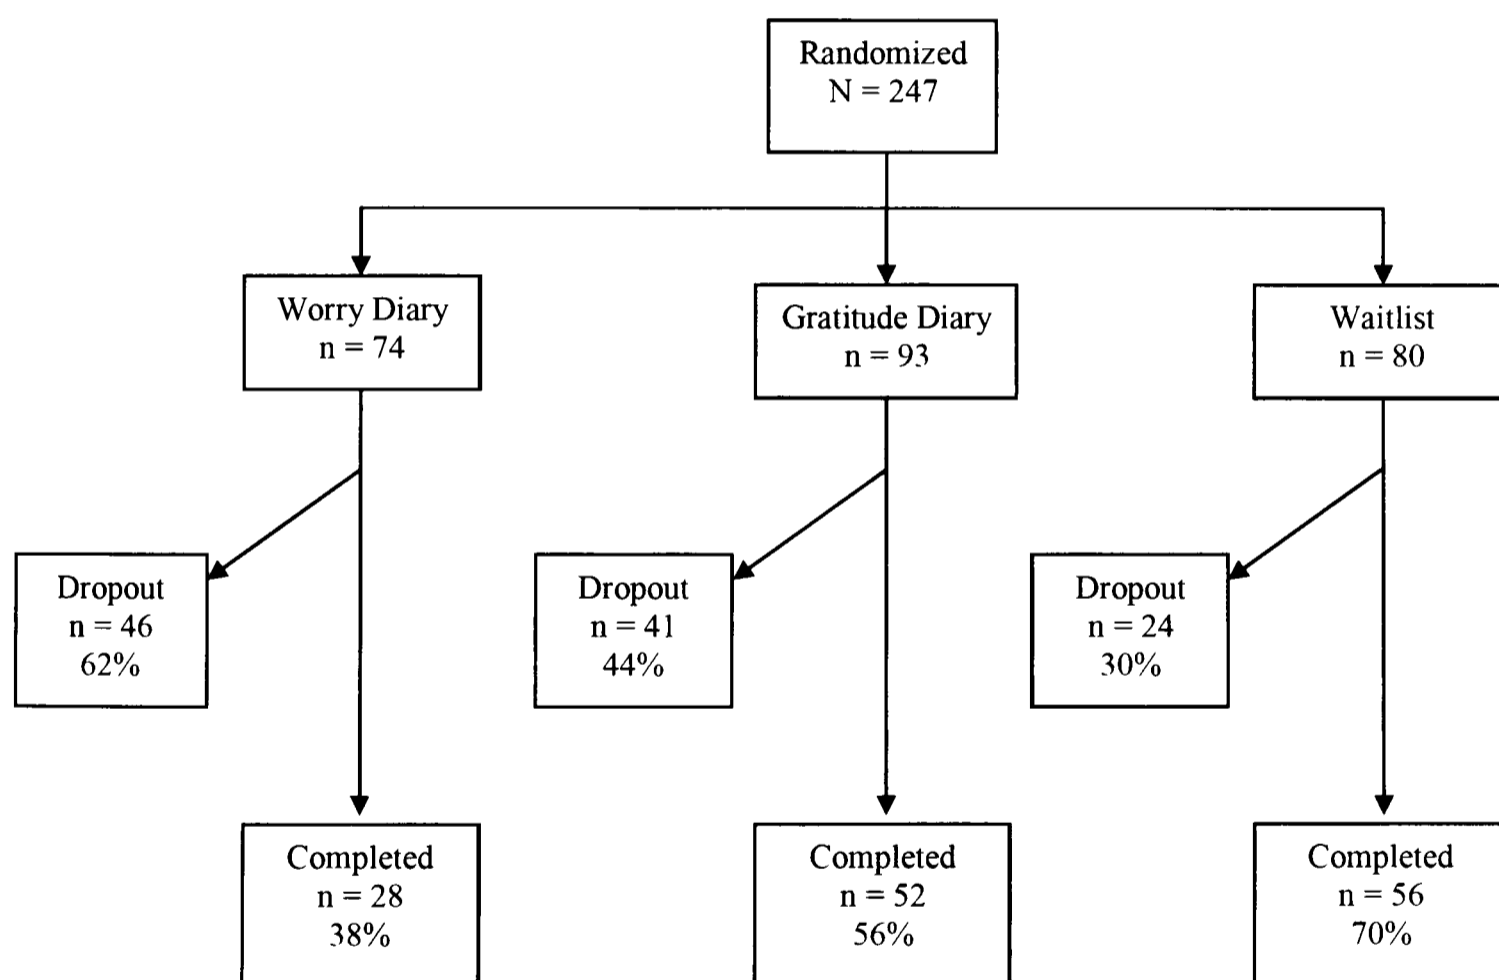 Randomized
N = 247
Worry Diary
n = 74
Gratitude Diary
n = 93
Waitlist
n = 80
Dropout
n = 46
62%
Dropout
n = 41
44%
Dropout
n = 24
30%
Completed
n = 28
38%
Completed
n = 52
56%
Completed
n = 56
70%